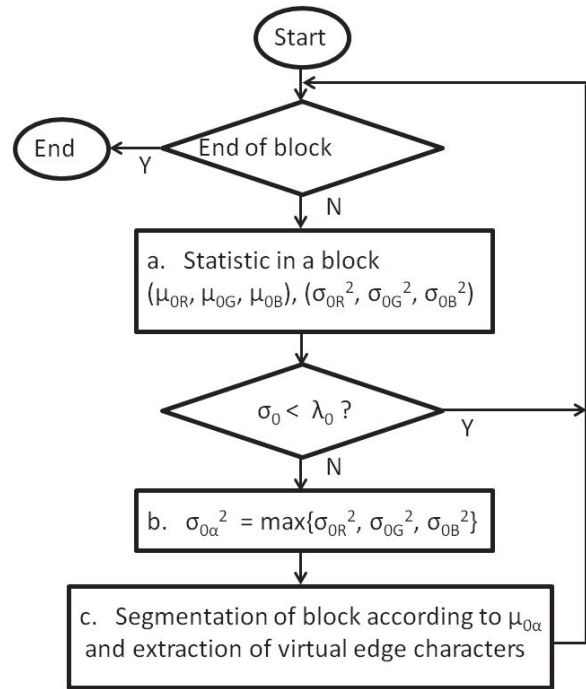 Start
End of block
End
Y
N
a. Statistic in a block
(μ₀R, μ₀G, μ₀B), (σ₀R², σ₀G², σ₀B²)
σ₀ < λ₀ ?
Y
N
b. σ₀α² = max{σ₀R², σ₀G², σ₀B²}
c. Segmentation of block according to μ₀α
and extraction of virtual edge characters